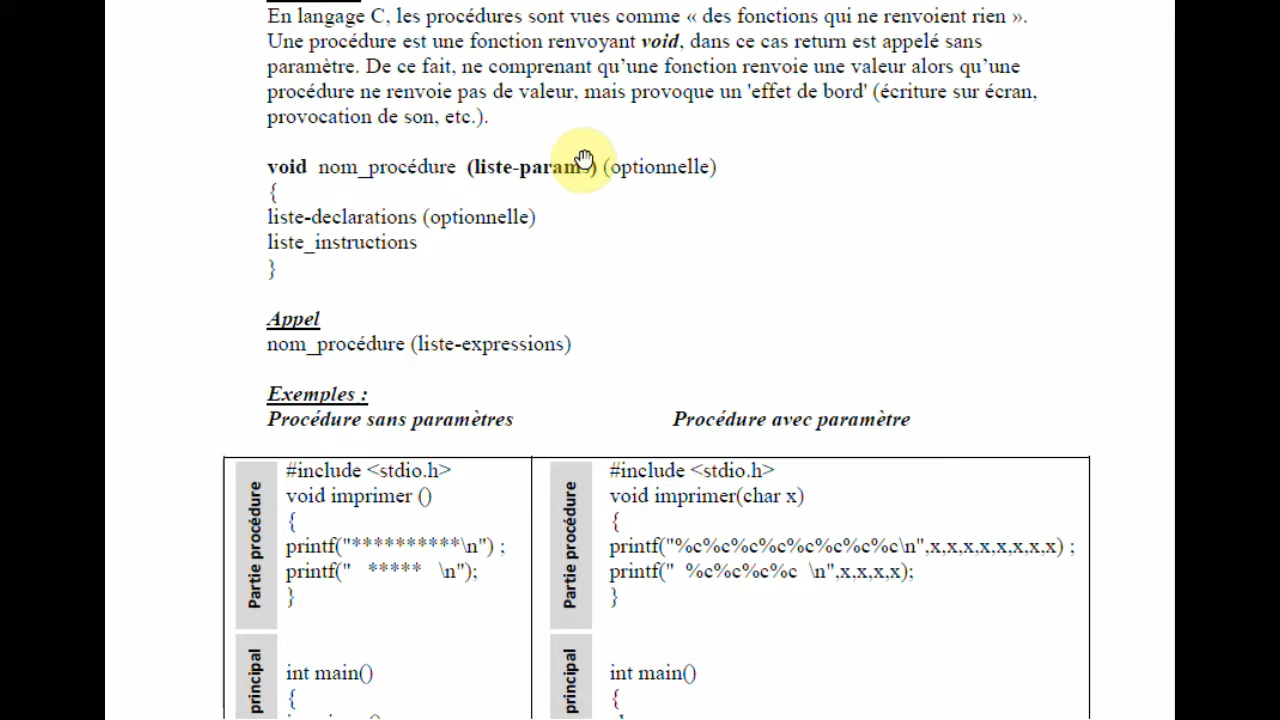 En langage C, les procédures sont vues comme « des fonctions qui ne renvoient rien ».
Une procédure est une fonction renvoyant void, dans ce cas return est appelé sans
paramètre. De ce fait, ne comprenant qu'une fonction renvoie une valeur alors qu'une
procédure ne renvoie pas de valeur, mais provoque un 'effet de bord' (écriture sur écran,
provocation de son, etc.).
void nom_procédure (liste-params) (optionnelle)
{
liste-declarations (optionnelle)
liste_instructions
}
Appel
nom_procédure (liste-expressions)
Exemples :
Procédure sans paramètres
Procédure avec paramètre
Partie procédure
#include <stdio.h>
void imprimer ()
{
printf("**********\n") ;
printf(" ***** \n");
}
Partie procédure
#include <stdio.h>
void imprimer(char x)
{
printf("%c%c%c%c%c%c%c%c\n",x,x,x,x,x,x,x,x) ;
printf(" %c%c%c%c \n",x,x,x,x);
}
principal
int main()
{
principal
int main()
{